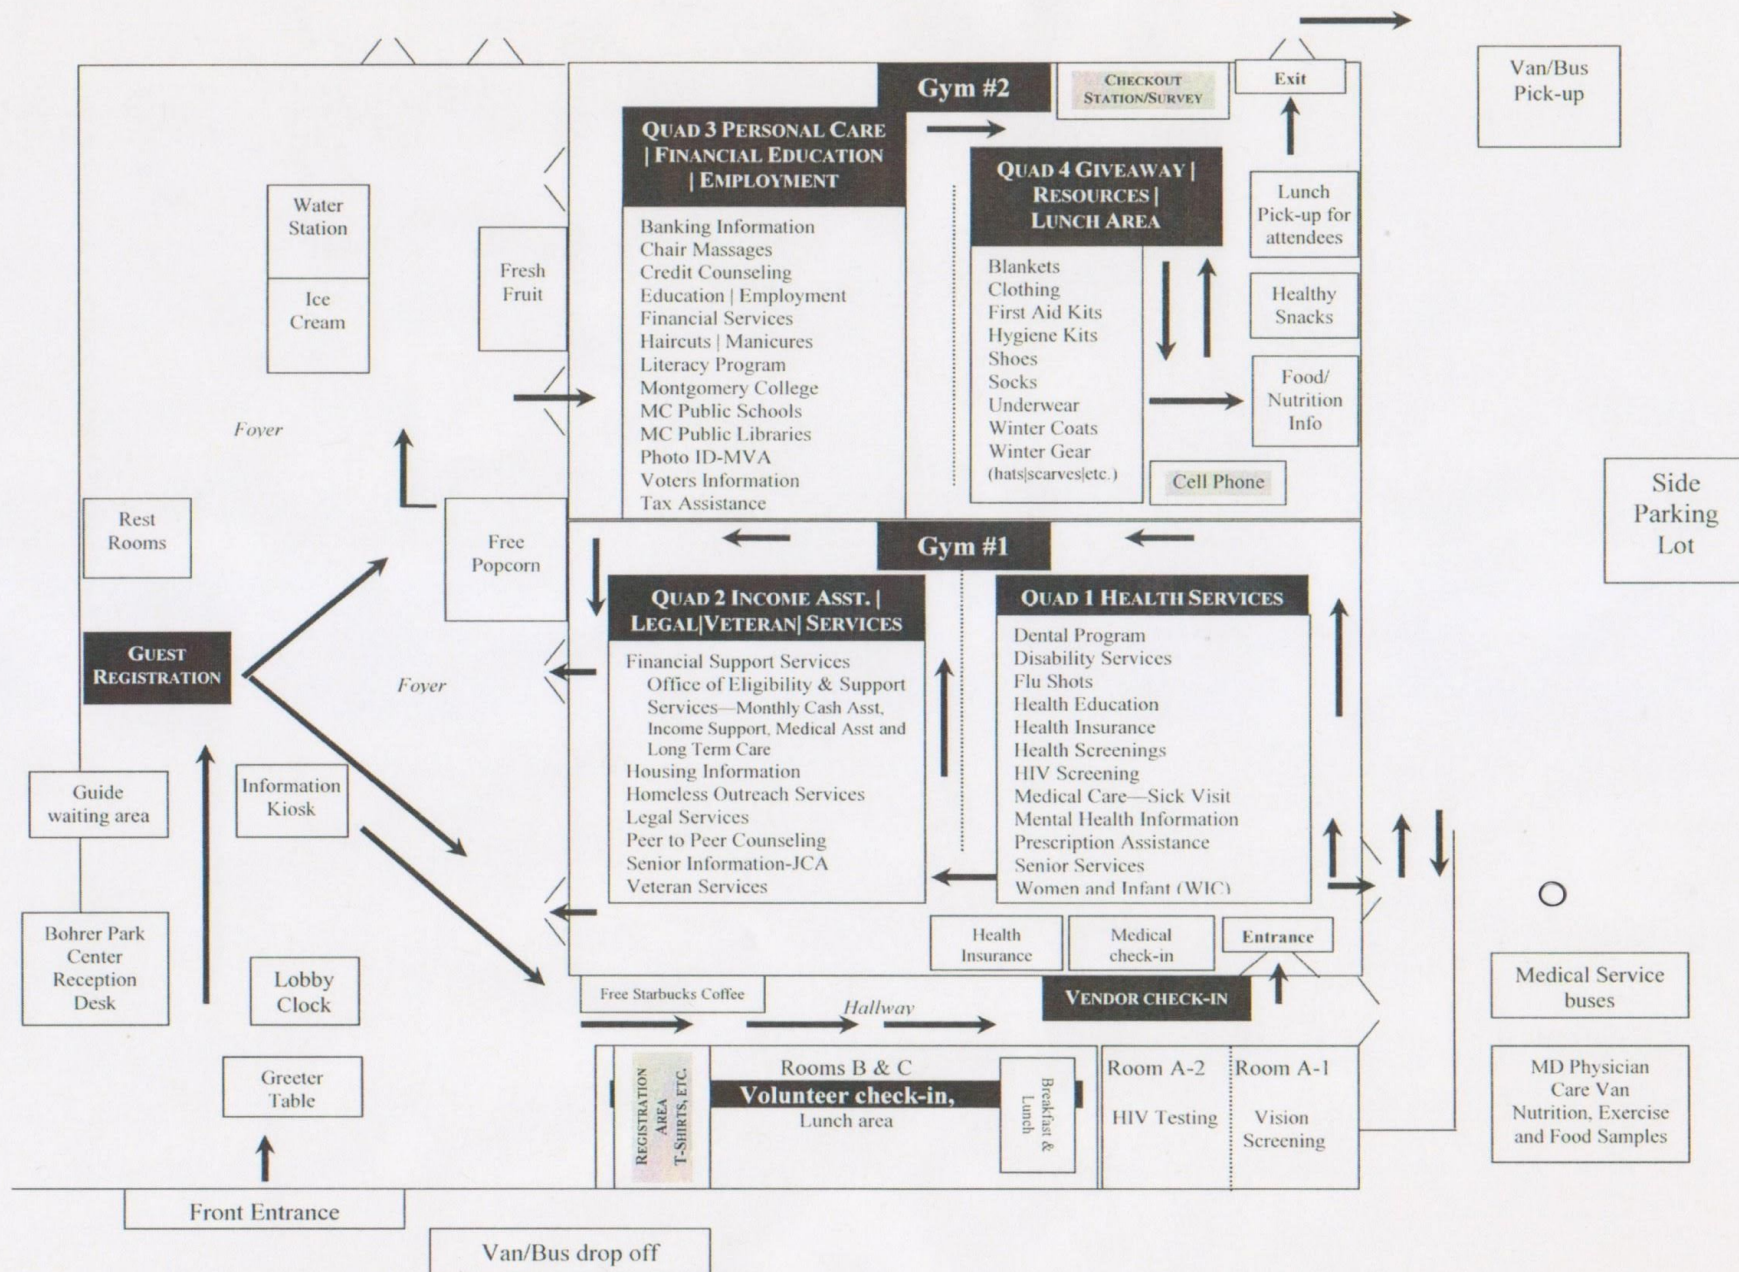 Gym #2
CHECKOUT
STATION/SURVEY
Exit
Van/Bus
Pick-up
QUAD 3 PERSONAL CARE
| FINANCIAL EDUCATION
| EMPLOYMENT
Banking Information
Chair Massages
Credit Counseling
Education | Employment
Financial Services
Haircuts | Manicures
Literacy Program
Montgomery College
MC Public Schools
MC Public Libraries
Photo ID-MVA
Voters Information
Tax Assistance
QUAD 4 GIVEAWAY |
RESOURCES |
LUNCH AREA
Blankets
Clothing
First Aid Kits
Hygiene Kits
Shoes
Socks
Underwear
Winter Coats
Winter Gear
(hats|scarves|etc.)
Lunch
Pick-up for
attendees
Healthy
Snacks
Food/
Nutrition
Info
Cell Phone
Water
Station
Ice
Cream
Fresh
Fruit
Foyer
Rest
Rooms
Free
Popcorn
Side
Parking
Lot
Gym #1
QUAD 2 INCOME ASST. |
LEGAL|VETERAN| SERVICES
Financial Support Services
Office of Eligibility & Support
Services—Monthly Cash Asst,
Income Support, Medical Asst and
Long Term Care
Housing Information
Homeless Outreach Services
Legal Services
Peer to Peer Counseling
Senior Information-JCA
Veteran Services
QUAD 1 HEALTH SERVICES
Dental Program
Disability Services
Flu Shots
Health Education
Health Insurance
Health Screenings
HIV Screening
Medical Care—Sick Visit
Mental Health Information
Prescription Assistance
Senior Services
Women and Infant (WIC)
GUEST
REGISTRATION
Foyer
Guide
waiting area
Information
Kiosk
Bohrer Park
Center
Reception
Desk
Lobby
Clock
Greeter
Table
Health
Insurance
Medical
check-in
Entrance
Free Starbucks Coffee
Hallway
VENDOR CHECK-IN
REGISTRATION
AREA
T-SHIRTS, ETC.
Rooms B & C
Volunteer check-in,
Lunch area
Breakfast &
Lunch
Room A-2
HIV Testing
Room A-1
Vision
Screening
Medical Service
buses
MD Physician
Care Van
Nutrition, Exercise
and Food Samples
Front Entrance
Van/Bus drop off